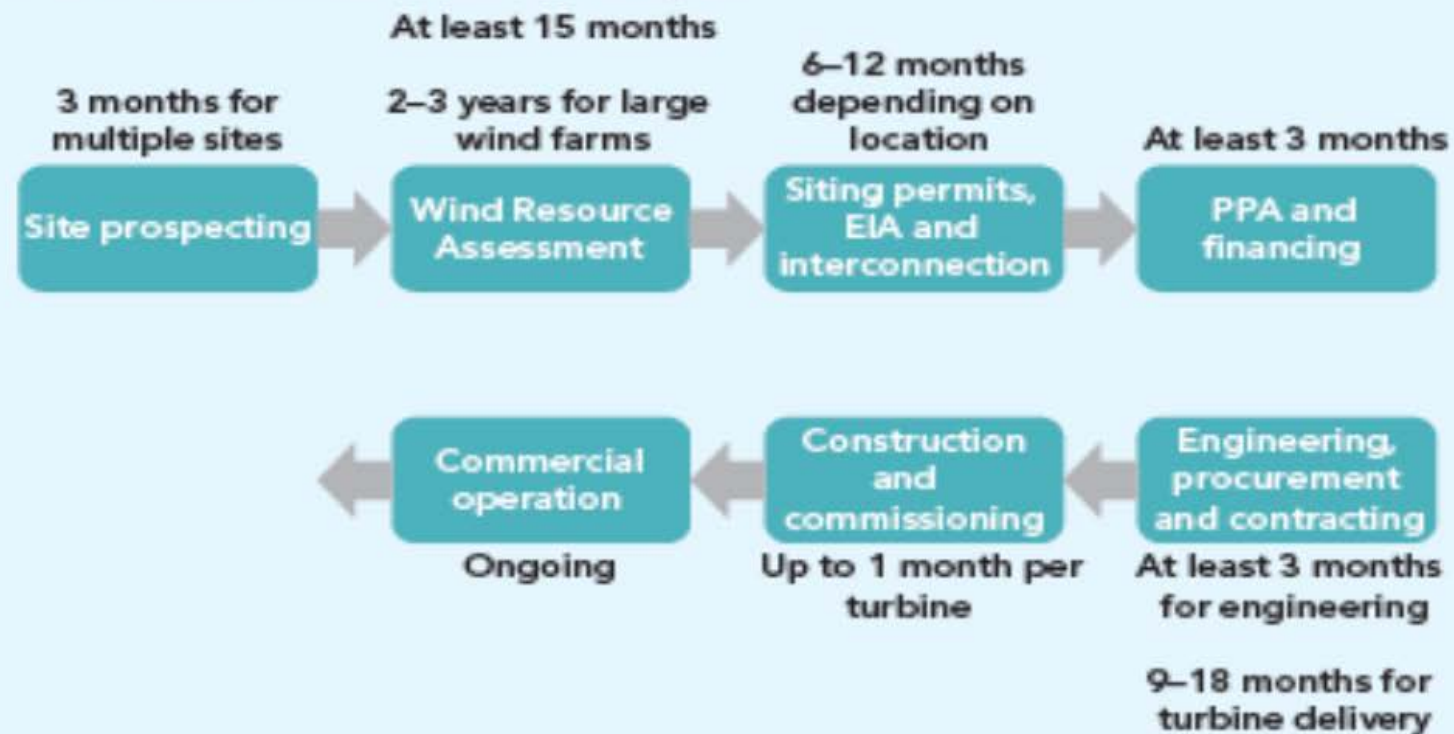 3 months for
multiple sites
Site prospecting
At least 15 months
2–3 years for large
wind farms
Wind Resource
Assessment
6–12 months
depending on
location
Siting permits,
EIA and
interconnection
At least 3 months
PPA and
financing
Engineering,
procurement
and contracting
At least 3 months
for engineering
9–18 months for
turbine delivery
Construction
and
commissioning
Up to 1 month per
turbine
Commercial
operation
Ongoing